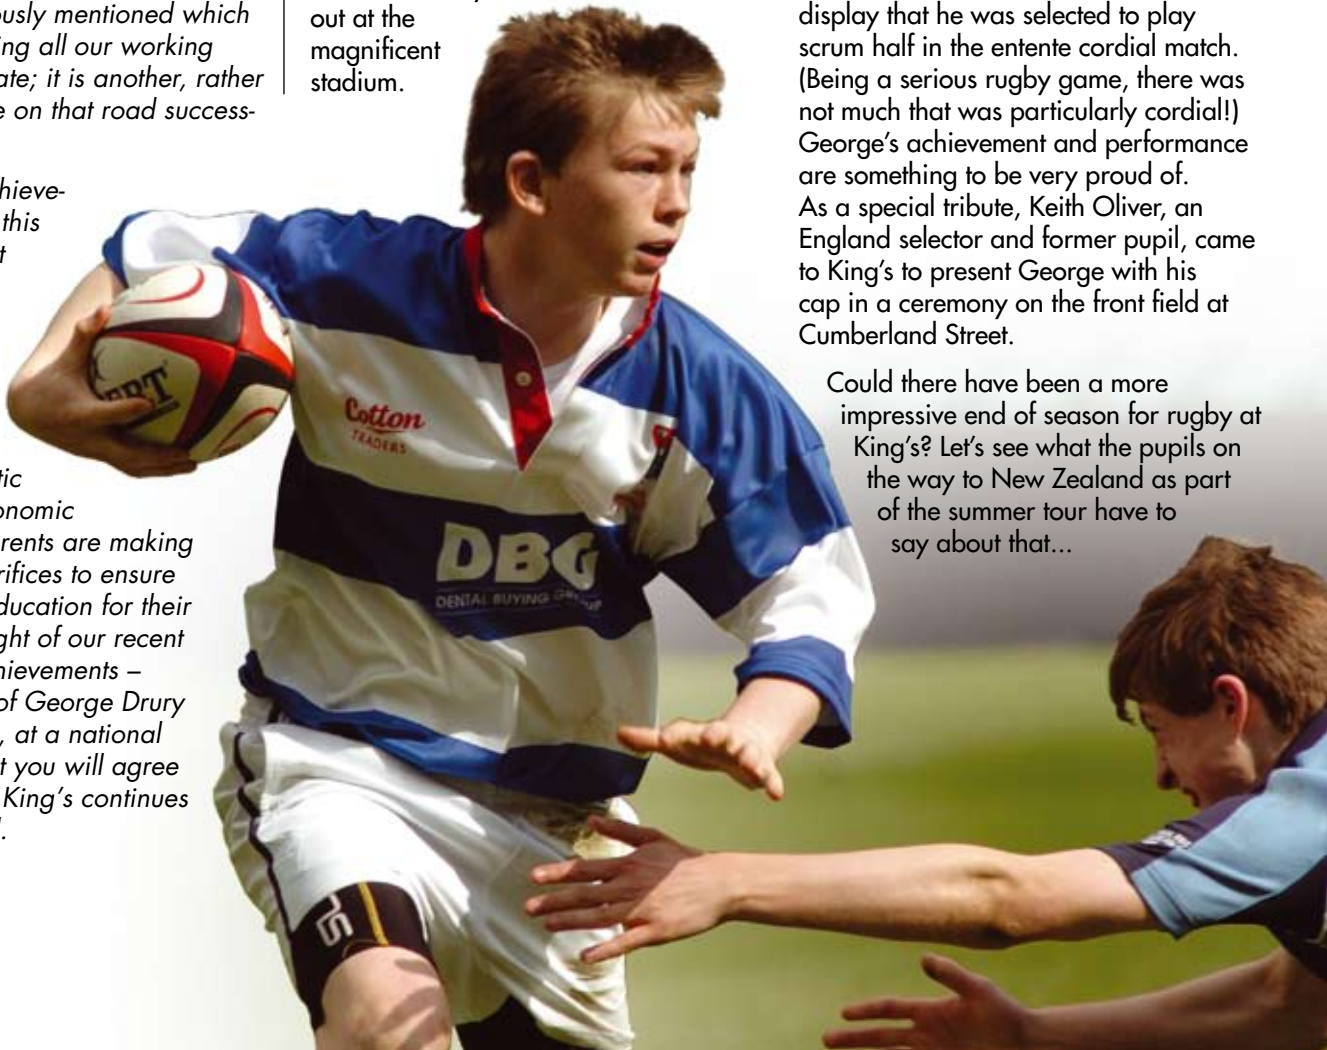 ously mentioned which
ing all our working
ate; it is another, rather
e on that road success-
hieve-
this
t
tic
onomic
rents are making
rifices to ensure
ducation for their
ght of our recent
hievements –
of George Drury
, at a national
t you will agree
King's continues
.
out at the
magnificent
stadium.
display that he was selected to play
scrum half in the entente cordial match.
(Being a serious rugby game, there was
not much that was particularly cordial!)
George's achievement and performance
are something to be very proud of.
As a special tribute, Keith Oliver, an
England selector and former pupil, came
to King's to present George with his
cap in a ceremony on the front field at
Cumberland Street.
Could there have been a more
impressive end of season for rugby at
King's? Let's see what the pupils on
the way to New Zealand as part
of the summer tour have to
say about that...
Cotton
TRADERS
DBG
DENTAL BUYING GROUP